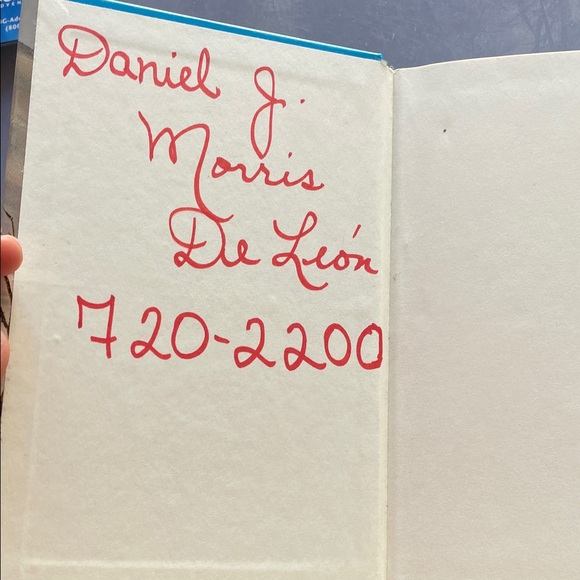 Daniel J.
Morris
De León
720-2200